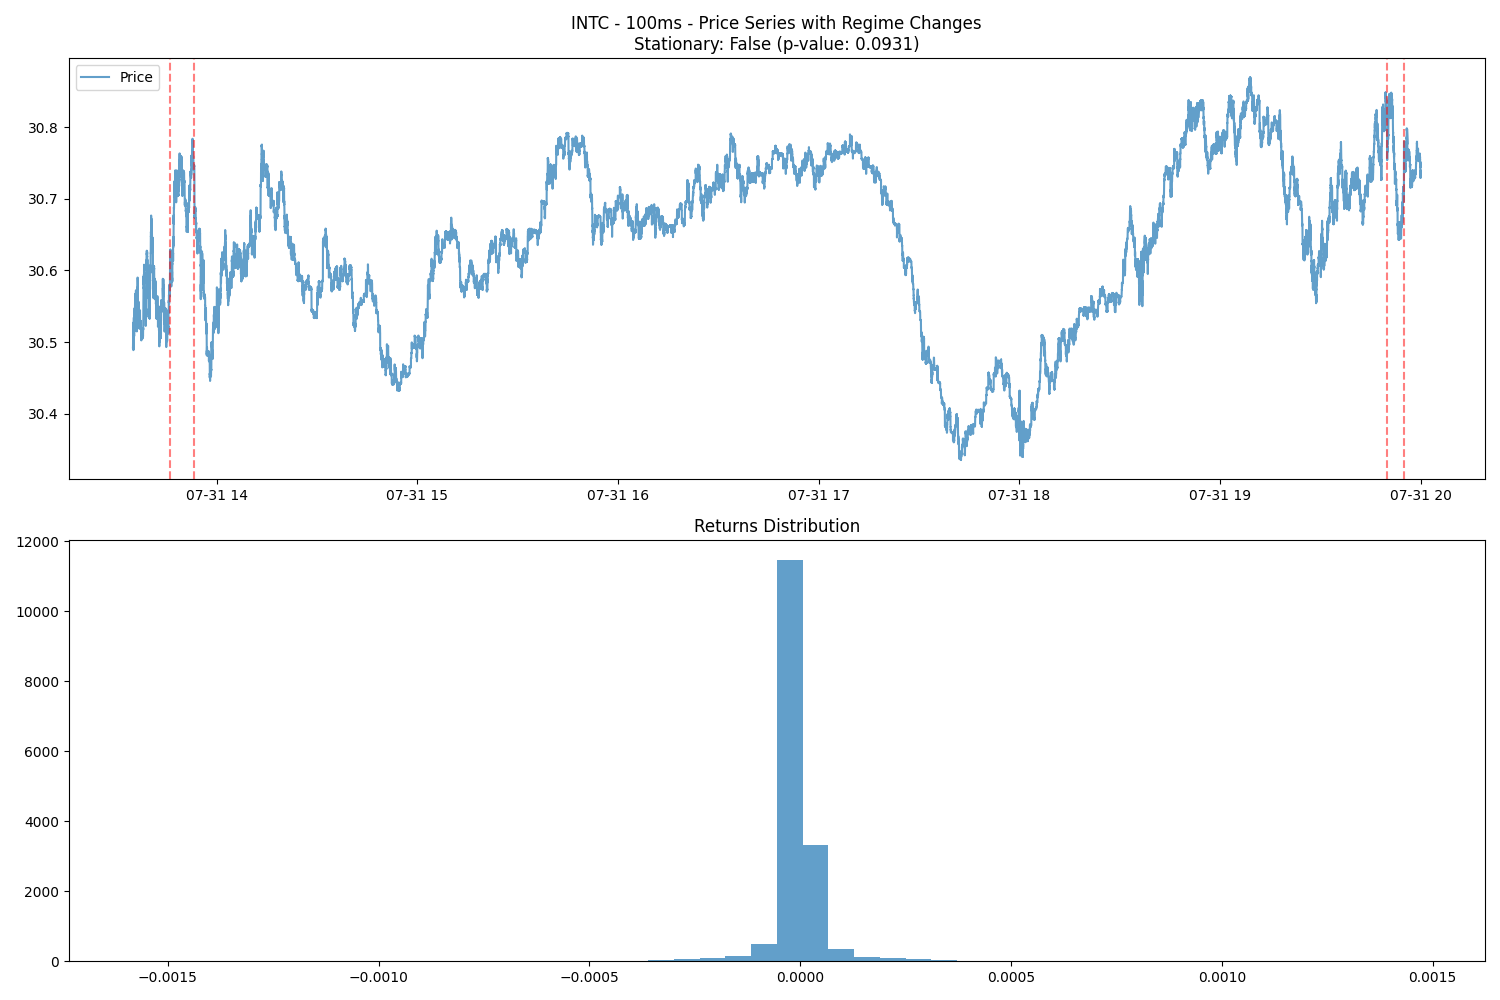 INTC - 100ms - Price Series with Regime Changes
Stationary: False (p-value: 0.0931)
Price
30.8
30.7
30.6
30.5
30.4
07-31 14 07-31 15 07-31 16 07-31 17 07-31 18 07-31 19 07-31 20
Returns Distribution
12000
10000
8000
6000
4000
2000
0
−0.0015 −0.0010 −0.0005 0.0000 0.0005 0.0010 0.0015